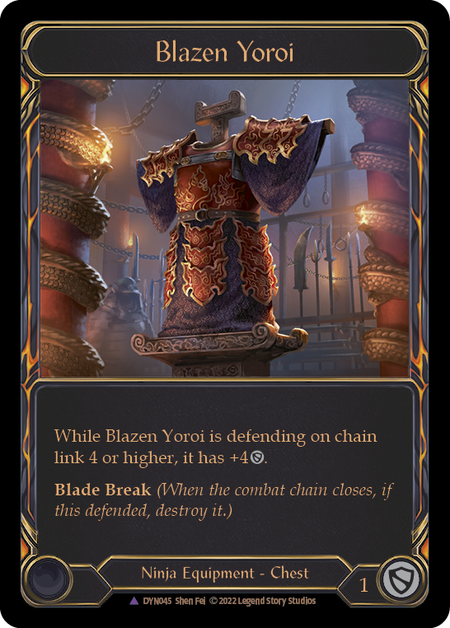 Blazen Yoroi
While Blazen Yoroi is defending on chain
link 4 or higher, it has +4.
Blade Break (When the combat chain closes, if
this defended, destroy it.)
Ninja Equipment - Chest
1
DYN045 Shen Fei © 2022 Legend Story Studios